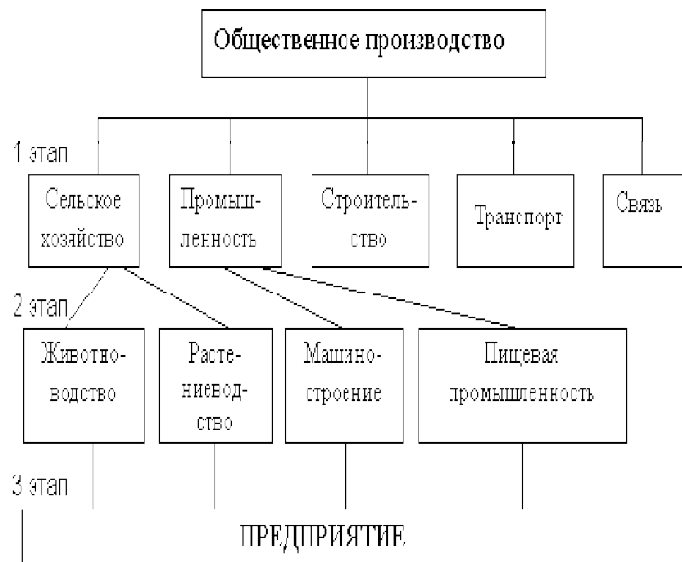 Общественное производство
1 этап
Сельское
хозяйство
Промыш-
ленность
Строитель-
ство
Транспорт
Связь
2 этап
Животно-
водство
Расте-
ниевод-
ство
Машино-
строение
Пищевая
промышленность
3 этап
ПРЕДПРИЯТИЕ